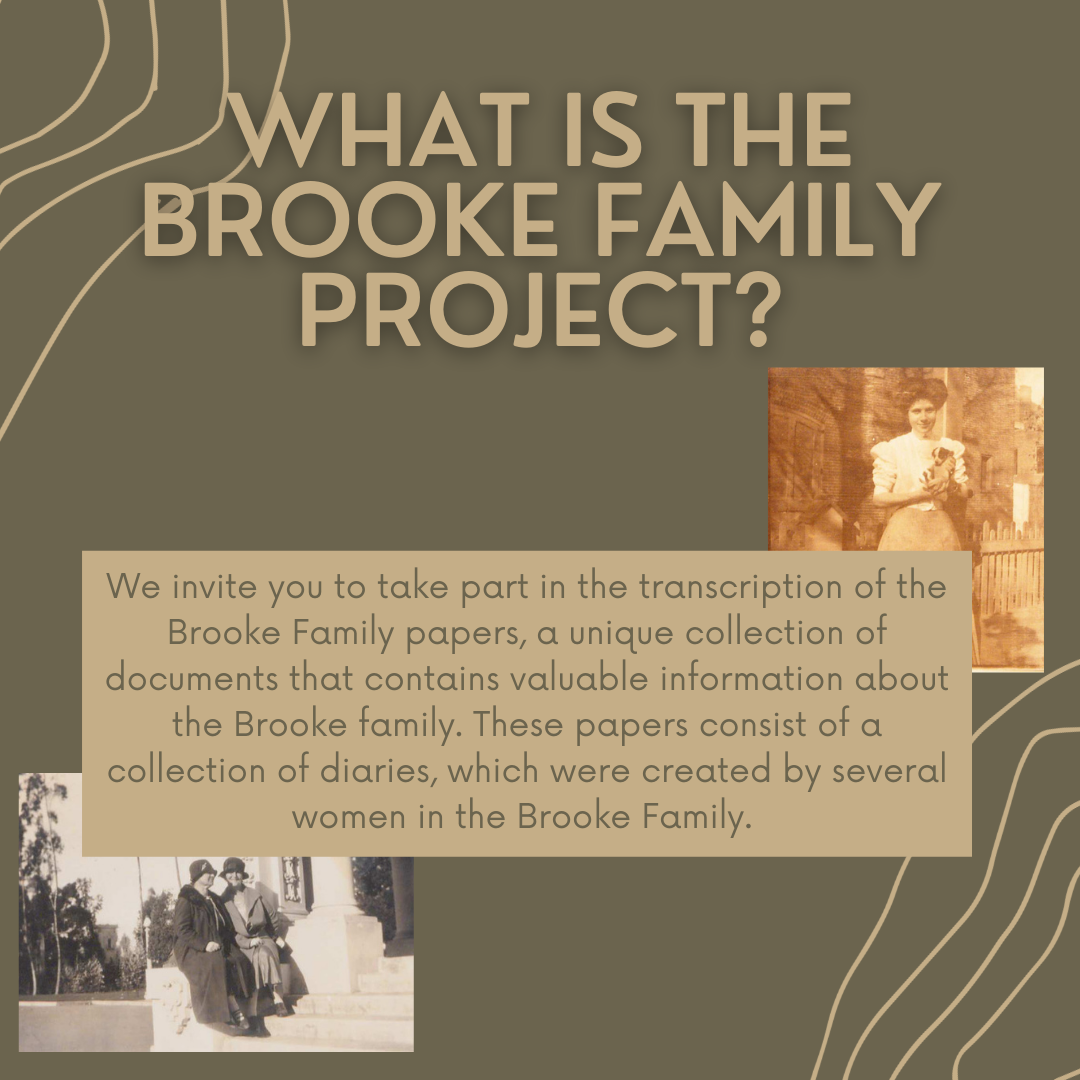 WHAT IS THE
BROOKE FAMILY
PROJECT?
We invite you to take part in the transcription of the
Brooke Family papers, a unique collection of
documents that contains valuable information about
the Brooke family. These papers consist of a
collection of diaries, which were created by several
women in the Brooke Family.